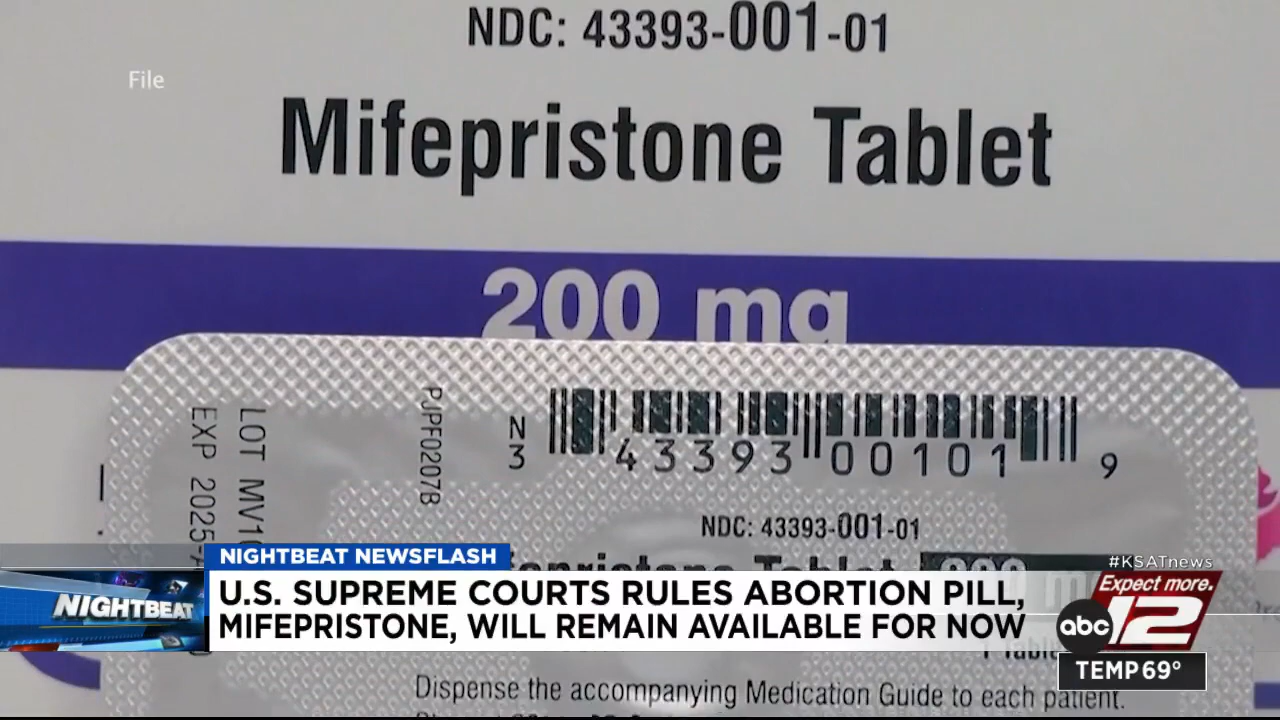 NDC: 43393-001-01
File
Mifepristone Tablet
200 mg
PJPF0207B
LOT MV
EXP 2025
N
3
43393 00101 9
NDC: 43393-001-01
NIGHTBEAT NEWSFLASH
#KSATnews
U.S. SUPREME COURTS RULES ABORTION PILL,
MIFEPRISTONE, WILL REMAIN AVAILABLE FOR NOW
NIGHTBEAT
Expect more.
abc 12
TEMP 69°
Dispense the accompanying Medication Guide to each patient.